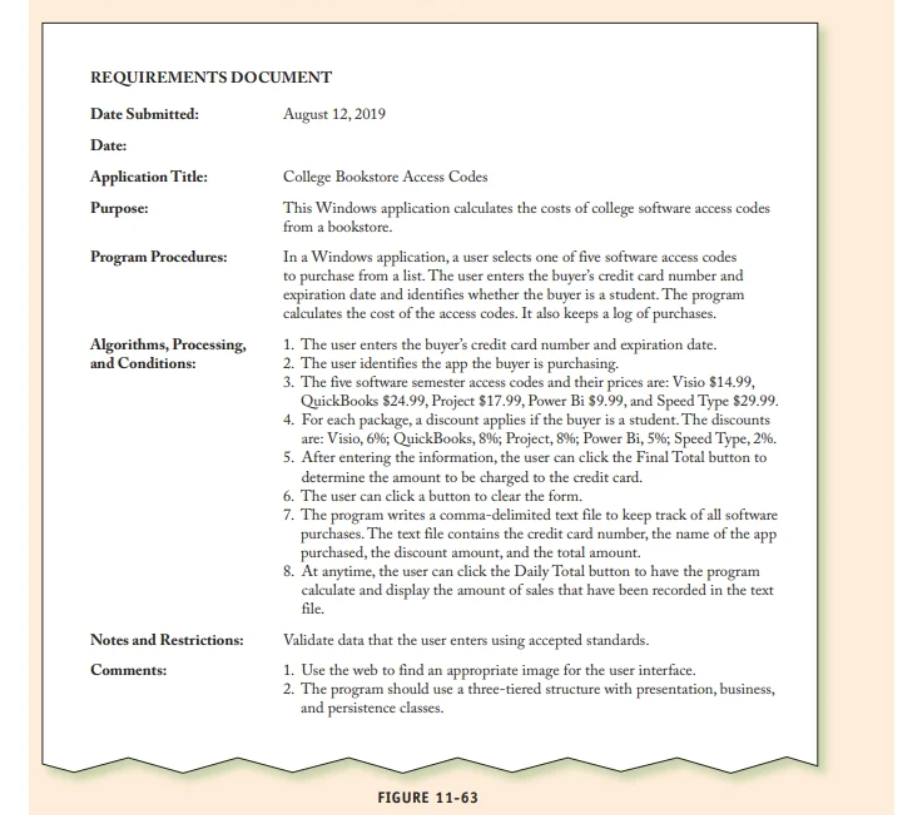 REQUIREMENTS DOCUMENT
Date Submitted: August 12, 2019
Date:
Application Title: College Bookstore Access Codes
Purpose: This Windows application calculates the costs of college software access codes
from a bookstore.
Program Procedures: In a Windows application, a user selects one of five software access codes
to purchase from a list. The user enters the buyer's credit card number and
expiration date and identifies whether the buyer is a student. The program
calculates the cost of the access codes. It also keeps a log of purchases.
Algorithms, Processing, 1. The user enters the buyer's credit card number and expiration date.
and Conditions: 2. The user identifies the app the buyer is purchasing.
3. The five software semester access codes and their prices are: Visio $14.99,
QuickBooks $24.99, Project $17.99, Power Bi $9.99, and Speed Type $29.99.
4. For each package, a discount applies if the buyer is a student. The discounts
are: Visio, 6%; QuickBooks, 8%; Project, 8%; Power Bi, 5%; Speed Type, 2%.
5. After entering the information, the user can click the Final Total button to
determine the amount to be charged to the credit card.
6. The user can click a button to clear the form.
7. The program writes a comma-delimited text file to keep track of all software
purchases. The text file contains the credit card number, the name of the app
purchased, the discount amount, and the total amount.
8. At anytime, the user can click the Daily Total button to have the program
calculate and display the amount of sales that have been recorded in the text
file.
Notes and Restrictions: Validate data that the user enters using accepted standards.
Comments: 1. Use the web to find an appropriate image for the user interface.
2. The program should use a three-tiered structure with presentation, business,
and persistence classes.
FIGURE 11-63